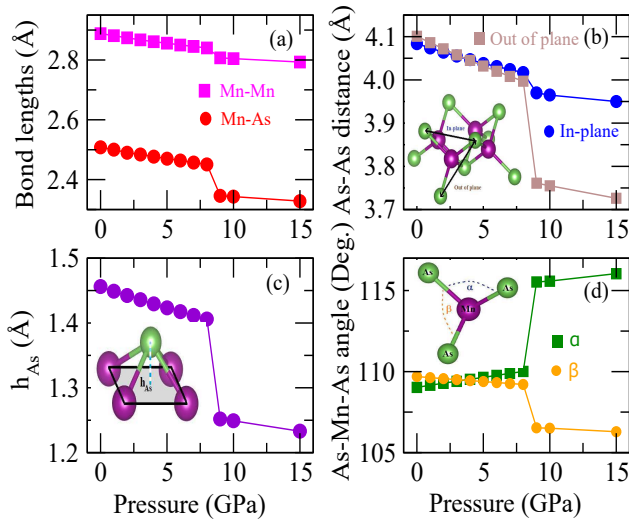 Bond lengths (Å)
2.8
2.6
2.4
0
5
10
15
(a)
Mn-Mn
Mn-As
As-As distance (Å)
4.1
4.0
3.9
3.8
3.7
0
5
10
15
Out of plane
(b)
In-plane
In-plane
Out of plane
h_As (Å)
1.5
1.4
1.3
1.2
0
5
10
15
Pressure (GPa)
(c)
h_As
As-Mn-As angle (Deg.)
115
110
105
0
5
10
15
Pressure (GPa)
(d)
As
As
α
β
Mn
As
α
β